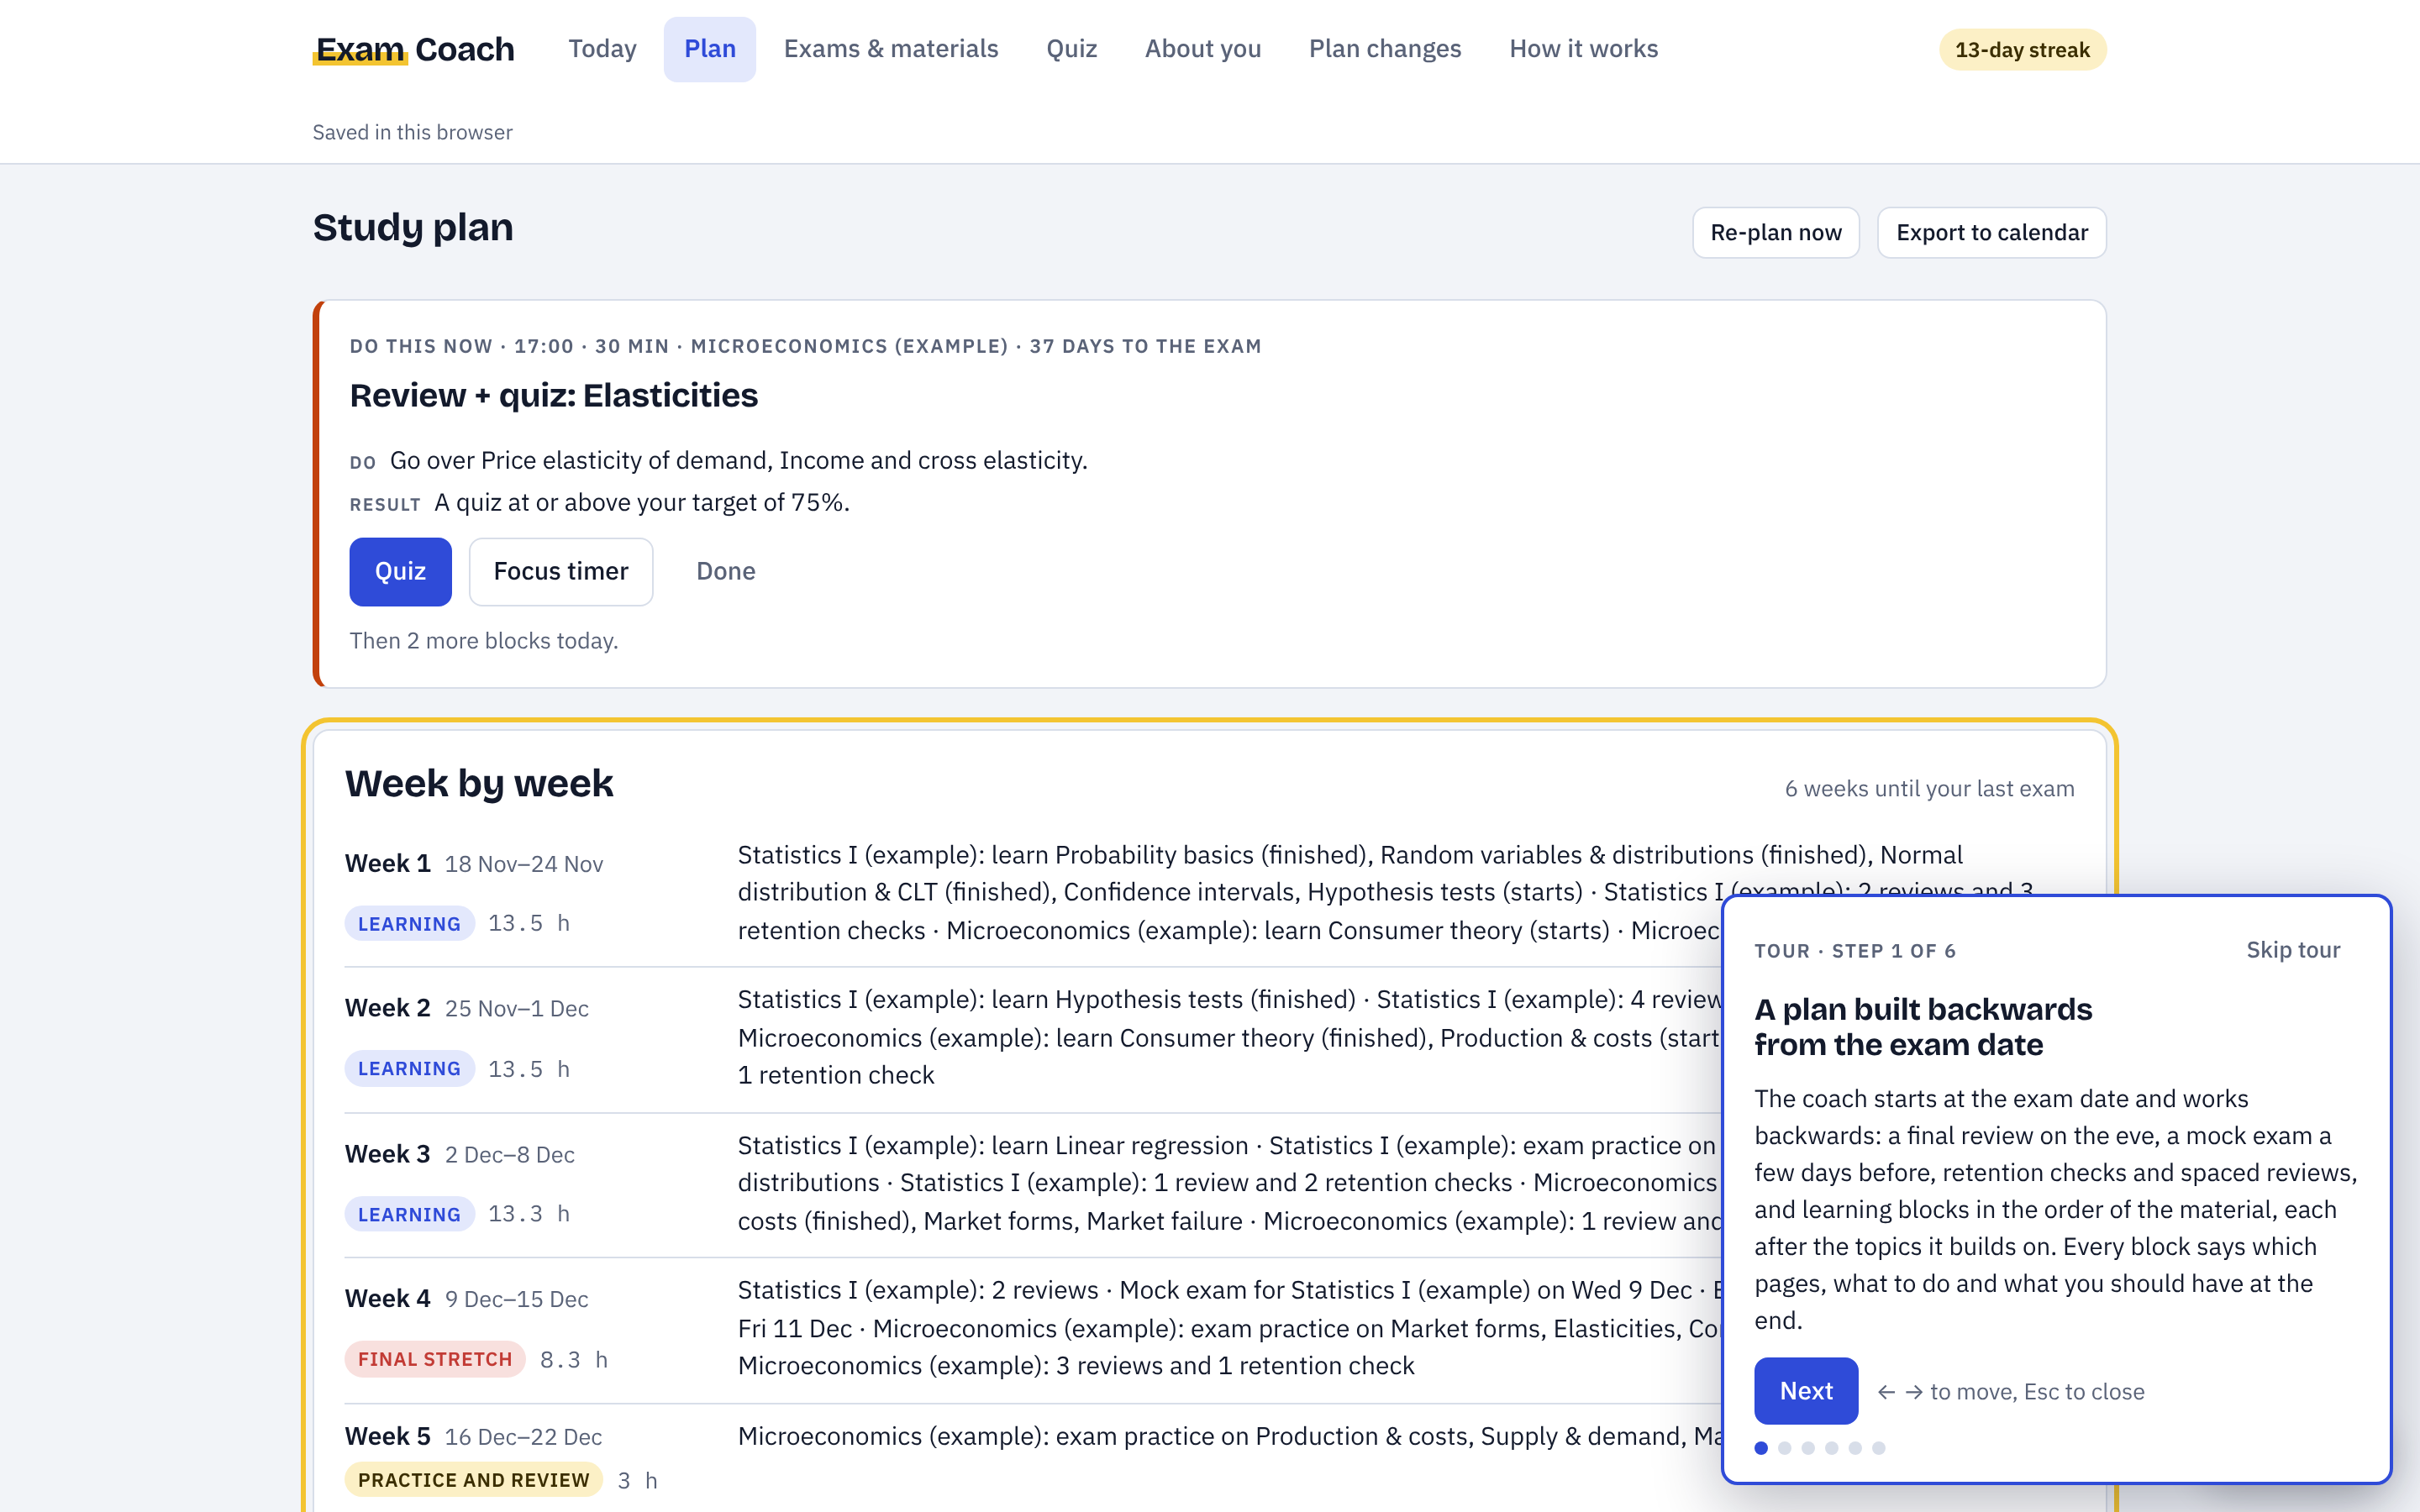 Exam Coach
Today
Plan
Exams & materials
Quiz
About you
Plan changes
How it works
13-day streak
Saved in this browser
Study plan
Re-plan now
Export to calendar
DO THIS NOW · 17:00 · 30 MIN · MICROECONOMICS (EXAMPLE) · 37 DAYS TO THE EXAM
Review + quiz: Elasticities
DO Go over Price elasticity of demand, Income and cross elasticity.
RESULT A quiz at or above your target of 75%.
Quiz
Focus timer
Done
Then 2 more blocks today.
Week by week
6 weeks until your last exam
Week 1 18 Nov–24 Nov
LEARNING 13.5 h
Statistics I (example): learn Probability basics (finished), Random variables & distributions (finished), Normal
distribution & CLT (finished), Confidence intervals, Hypothesis tests (starts) · Statistics I (example): 2 reviews and 3
retention checks · Microeconomics (example): learn Consumer theory (starts) ·
Week 2 25 Nov–1 Dec
LEARNING 13.5 h
Statistics I (example): learn Hypothesis tests (finished) · Statistics I (example): 4
Microeconomics (example): learn Consumer theory (finished), Production & costs
1 retention check
Week 3 2 Dec–8 Dec
LEARNING 13.3 h
Statistics I (example): learn Linear regression · Statistics I (example): exam practice on
distributions · Statistics I (example): 1 review and 2 retention checks · Microeconomics
costs (finished), Market forms, Market failure · Microeconomics (example): 1 review and
Week 4 9 Dec–15 Dec
FINAL STRETCH 8.3 h
Statistics I (example): 2 reviews · Mock exam for Statistics I (example) on Wed 9 Dec ·
Fri 11 Dec · Microeconomics (example): exam practice on Market forms, Elasticities,
Microeconomics (example): 3 reviews and 1 retention check
Week 5 16 Dec–22 Dec
PRACTICE AND REVIEW 3 h
Microeconomics (example): exam practice on Production & costs, Supply & demand,
TOUR · STEP 1 OF 6
Skip tour
A plan built backwards
from the exam date
The coach starts at the exam date and works
backwards: a final review on the eve, a mock exam a
few days before, retention checks and spaced reviews,
and learning blocks in the order of the material, each
after the topics it builds on. Every block says which
pages, what to do and what you should have at the
end.
Next
← → to move, Esc to close